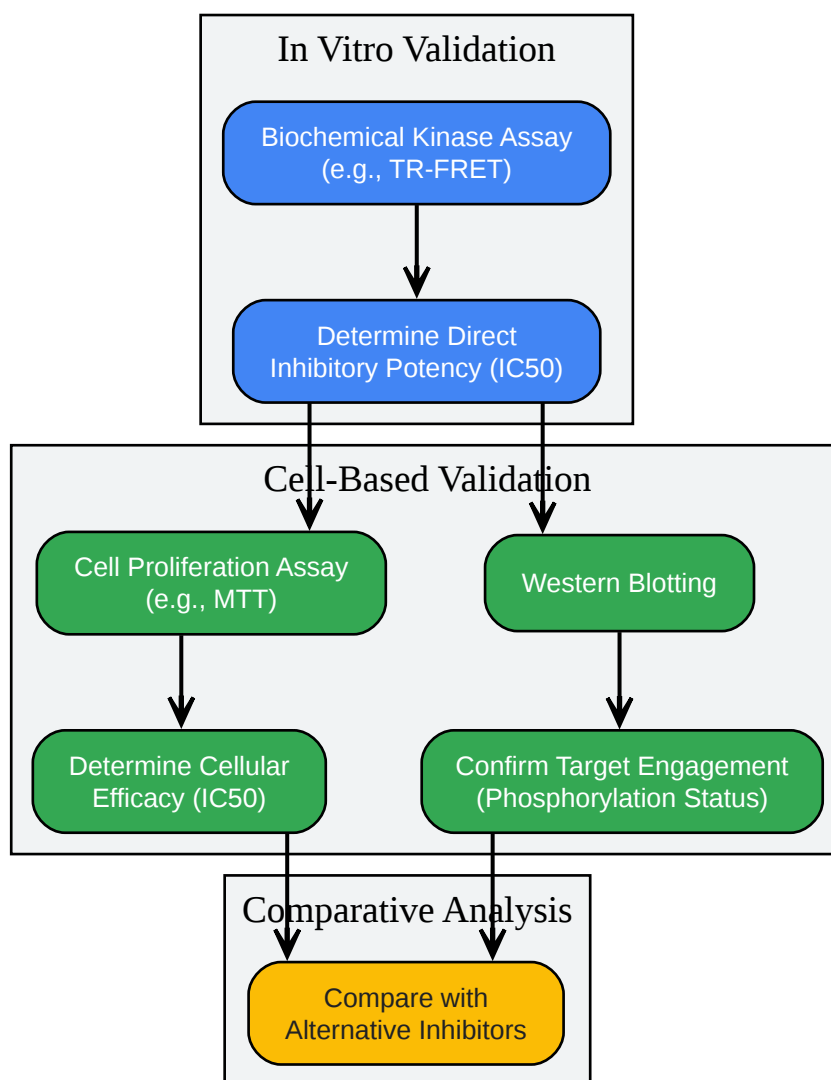 In Vitro Validation
Biochemical Kinase Assay
(e.g., TR-FRET)
Determine Direct
Inhibitory Potency (IC50)
Cell-Based Validation
Cell Proliferation Assay
(e.g., MTT)
Western Blotting
Determine Cellular
Efficacy (IC50)
Confirm Target Engagement
(Phosphorylation Status)
Comparative Analysis
Compare with
Alternative Inhibitors